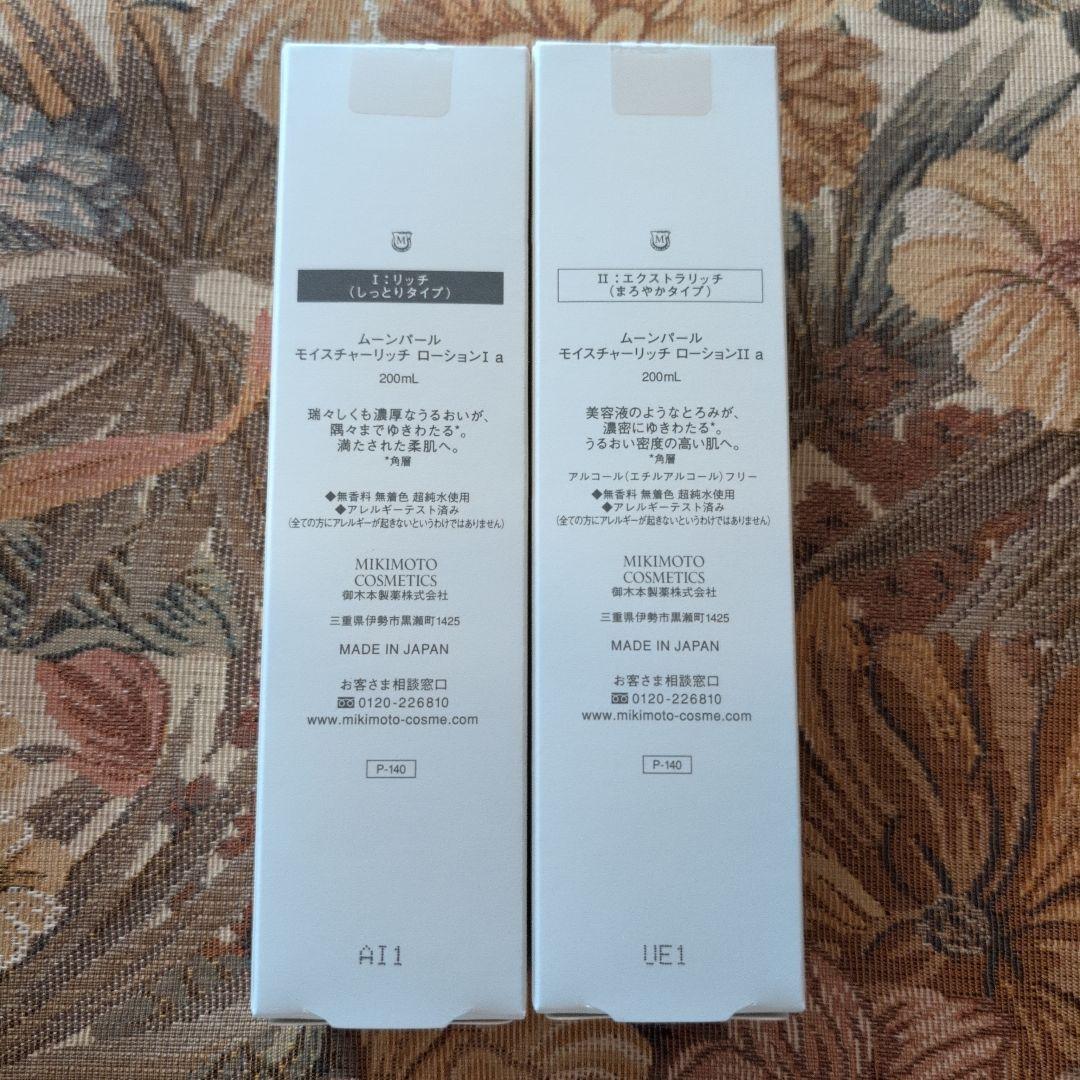 M
I：リッチ
（しっとりタイプ）
ムーンパール
モイスチャーリッチ ローションI a
200mL
瑞々しくも濃厚なうるおいが、
隅々までゆきわたる*。
満たされた柔肌へ。
*角層
◆無香料 無着色 超純水使用
◆アレルギーテスト済み
（全ての方にアレルギーが起きないというわけではありません）
MIKIMOTO
COSMETICS
御木本製薬株式会社
三重県伊勢市黒瀬町1425
MADE IN JAPAN
お客さま相談窓口
0120-226810
www.mikimoto-cosme.com
P-140
AI1
M
II：エクストラリッチ
（まろやかタイプ）
ムーンパール
モイスチャーリッチ ローションII a
200mL
美容液のようなとろみが、
濃密にゆきわたる*。
うるおい密度の高い肌へ。
*角層
アルコール（エチルアルコール）フリー
◆無香料 無着色 超純水使用
◆アレルギーテスト済み
（全ての方にアレルギーが起きないというわけではありません）
MIKIMOTO
COSMETICS
御木本製薬株式会社
三重県伊勢市黒瀬町1425
MADE IN JAPAN
お客さま相談窓口
0120-226810
www.mikimoto-cosme.com
P-140
UE1